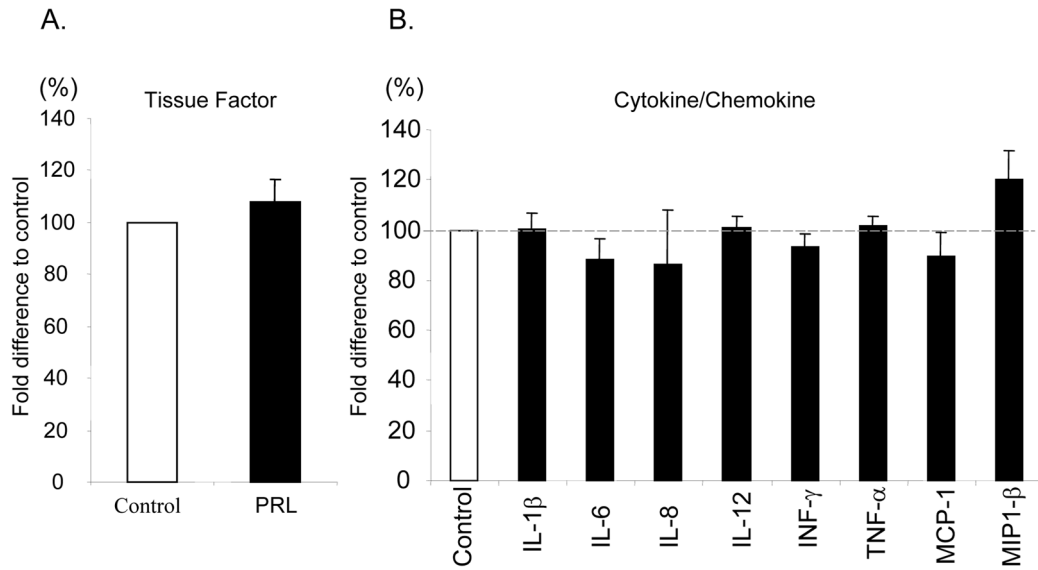 A.
(%)
Tissue Factor
Fold difference to control
140
120
100
80
60
40
20
0
Control
PRL
B.
(%)
Cytokine/Chemokine
Fold difference to control
140
120
100
80
60
40
20
0
Control
IL-1β
IL-6
IL-8
IL-12
INF-γ
TNF-α
MCP-1
MIP1-β